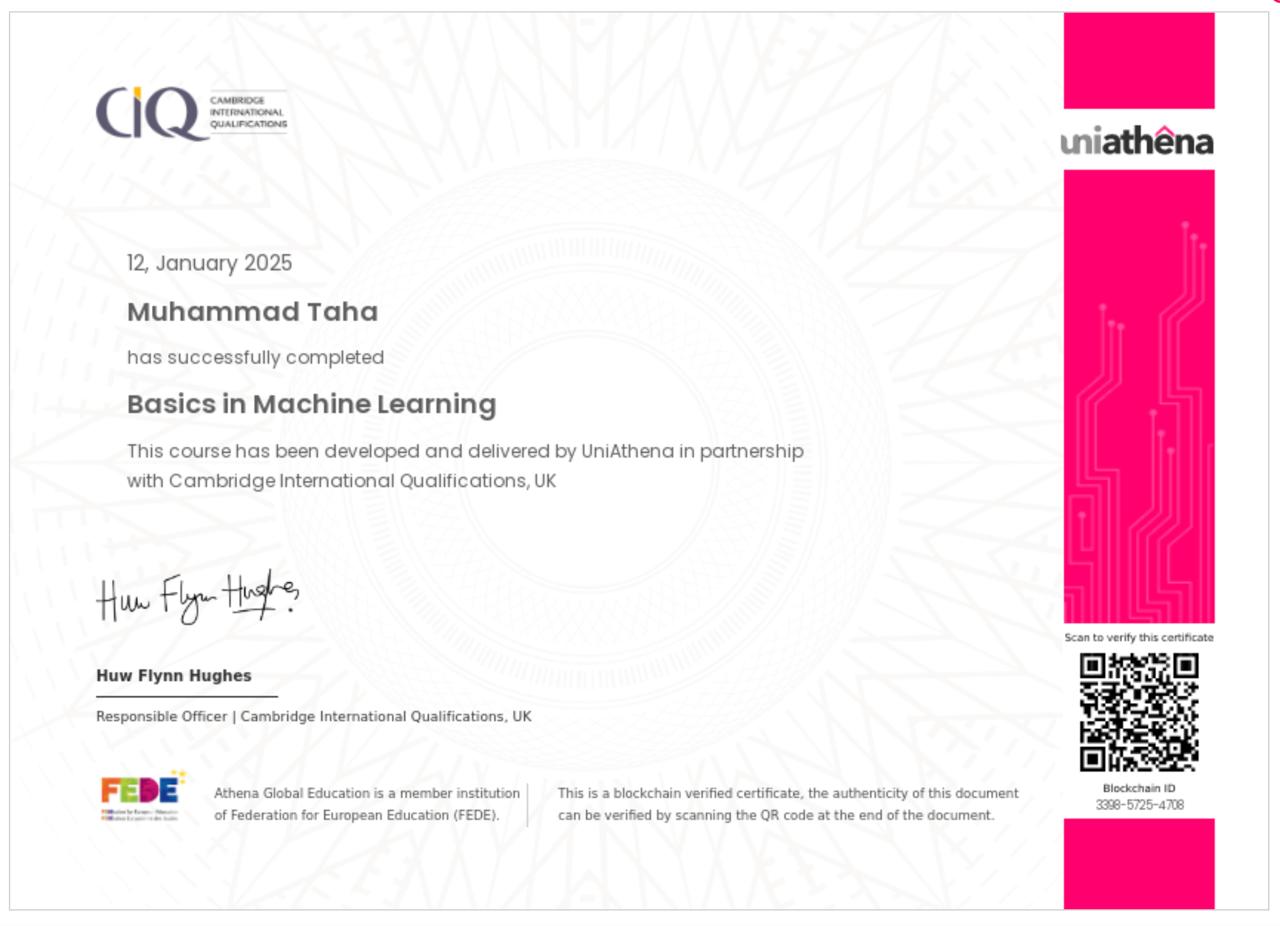 CIQ
CAMBRIDGE
INTERNATIONAL
QUALIFICATIONS
uniathêna
12, January 2025
Muhammad Taha
has successfully completed
Basics in Machine Learning
This course has been developed and delivered by UniAthena in partnership
with Cambridge International Qualifications, UK
Huw Flynn Hughes
Huw Flynn Hughes
Responsible Officer | Cambridge International Qualifications, UK
Scan to verify this certificate
Blockchain ID
3398-5725-4708
FEDE
Athena Global Education is a member institution
of Federation for European Education (FEDE).
This is a blockchain verified certificate, the authenticity of this document
can be verified by scanning the QR code at the end of the document.